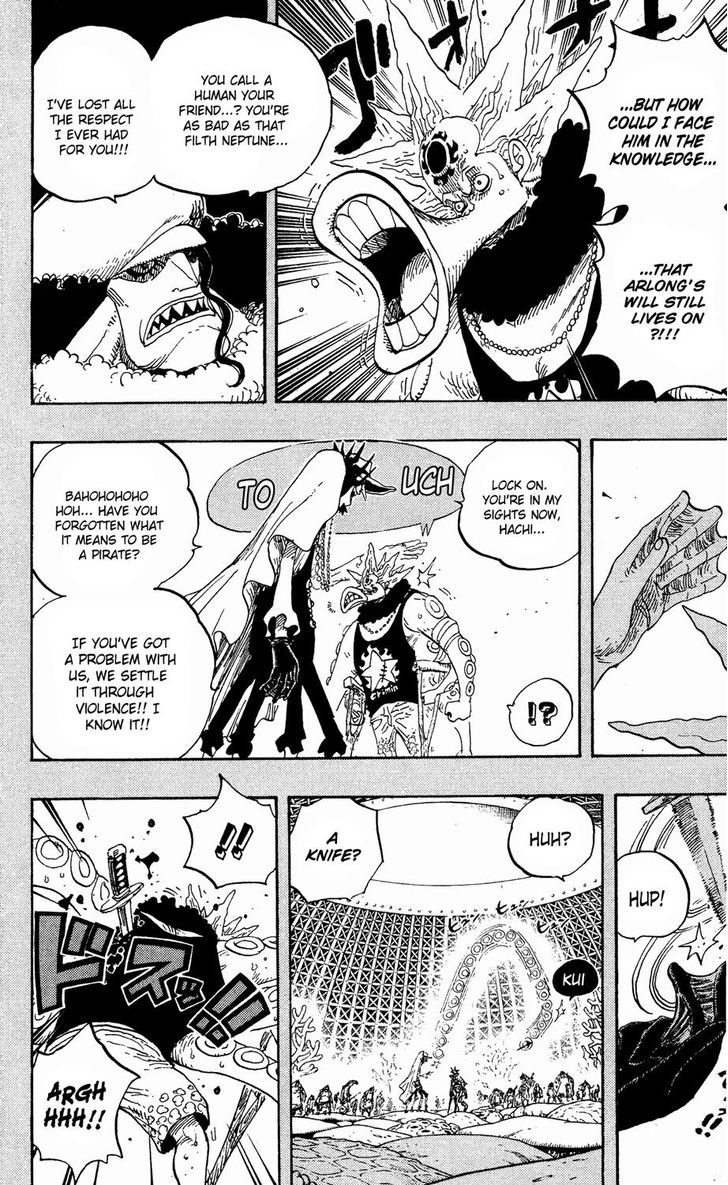 ...BUT HOW
COULD I FACE
HIM IN THE
KNOWLEDGE...
...THAT
ARLONG'S
WILL STILL
LIVES ON
?!!!
YOU CALL A
HUMAN YOUR
FRIEND...? YOU'RE
AS BAD AS THAT
FILTH NEPTUNE...
I'VE LOST ALL
THE RESPECT
I EVER HAD
FOR YOU!!!
LOCK ON.
YOU'RE IN MY
SIGHTS NOW,
HACHI...
TOUCH
!?
BAHOHOHOHO
HOH... HAVE YOU
FORGOTTEN WHAT
IT MEANS TO BE
A PIRATE?
IF YOU'VE GOT
A PROBLEM WITH
US, WE SETTLE
IT THROUGH
VIOLENCE!! I
KNOW IT!!
HUP!
HUH?
A
KNIFE?
KUI
!!
ドスッ!!
ARGH
HHH!!